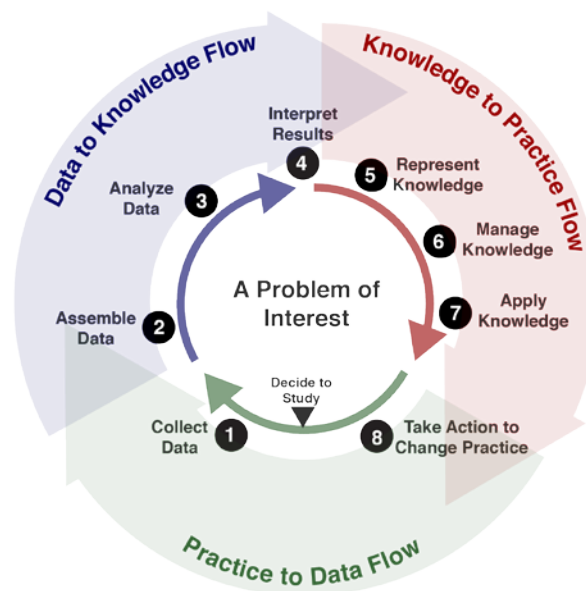 Data to Knowledge Flow
Knowledge to Practice Flow
Practice to Data Flow
A Problem of
Interest
Decide to
Study
1
Collect
Data
2
Assemble
Data
3
Analyze
Data
4
Interpret
Results
5
Represent
Knowledge
6
Manage
Knowledge
7
Apply
Knowledge
8
Take Action to
Change Practice